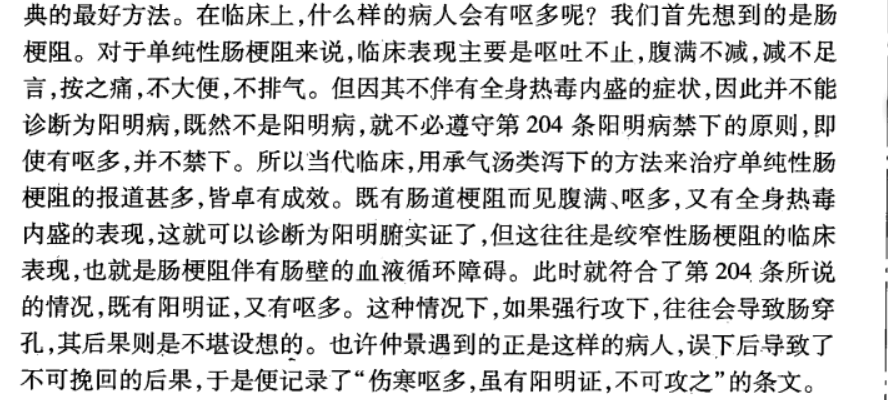 典的最好方法。在临床上,什么样的病人会有呕多呢? 我们首先想到的是肠
梗阻。对于单纯性肠梗阻来说,临床表现主要是呕吐不止,腹满不减,减不足
言,按之痛,不大便,不排气。但因其不伴有全身热毒内盛的症状,因此并不能
诊断为阳明病,既然不是阳明病,就不必遵守第 204 条阳明病禁下的原则,即
使有呕多,并不禁下。所以当代临床,用承气汤类泻下的方法来治疗单纯性肠
梗阻的报道甚多,皆卓有成效。既有肠道梗阻而见腹满、呕多,又有全身热毒
内盛的表现,这就可以诊断为阳明腑实证了,但这往往是绞窄性肠梗阻的临床
表现,也就是肠梗阻伴有肠壁的血液循环障碍。此时就符合了第 204 条所说
的情况,既有阳明证,又有呕多。这种情况下,如果强行攻下,往往会导致肠穿
孔,其后果则是不堪设想的。也许仲景遇到的正是这样的病人,误下后导致了
不可挽回的后果,于是便记录了“伤寒呕多,虽有阳明证,不可攻之”的条文。